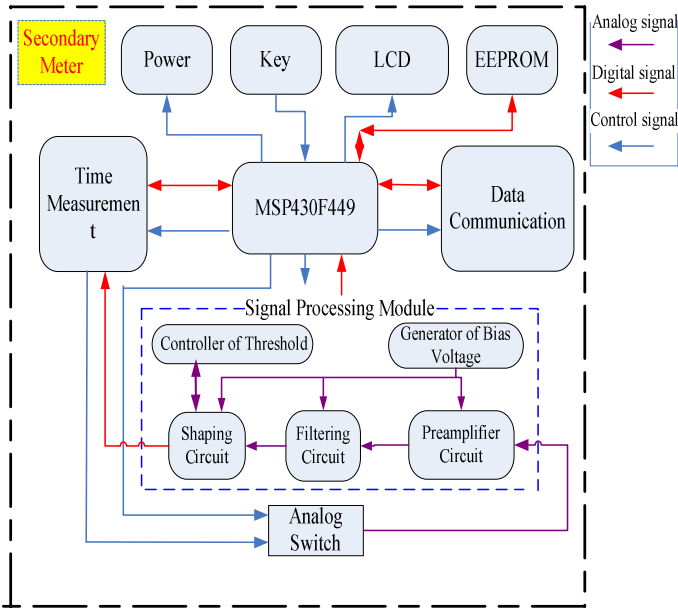 Secondary
Meter
Power
Key
LCD
EEPROM
Analog signal
Digital signal
Control signal
Time
Measuremen
t
MSP430F449
Data
Communication
Signal Processing Module
Controller of Threshold
Generator of Bias
Voltage
Shaping
Circuit
Filtering
Circuit
Preamplifier
Circuit
Analog
Switch